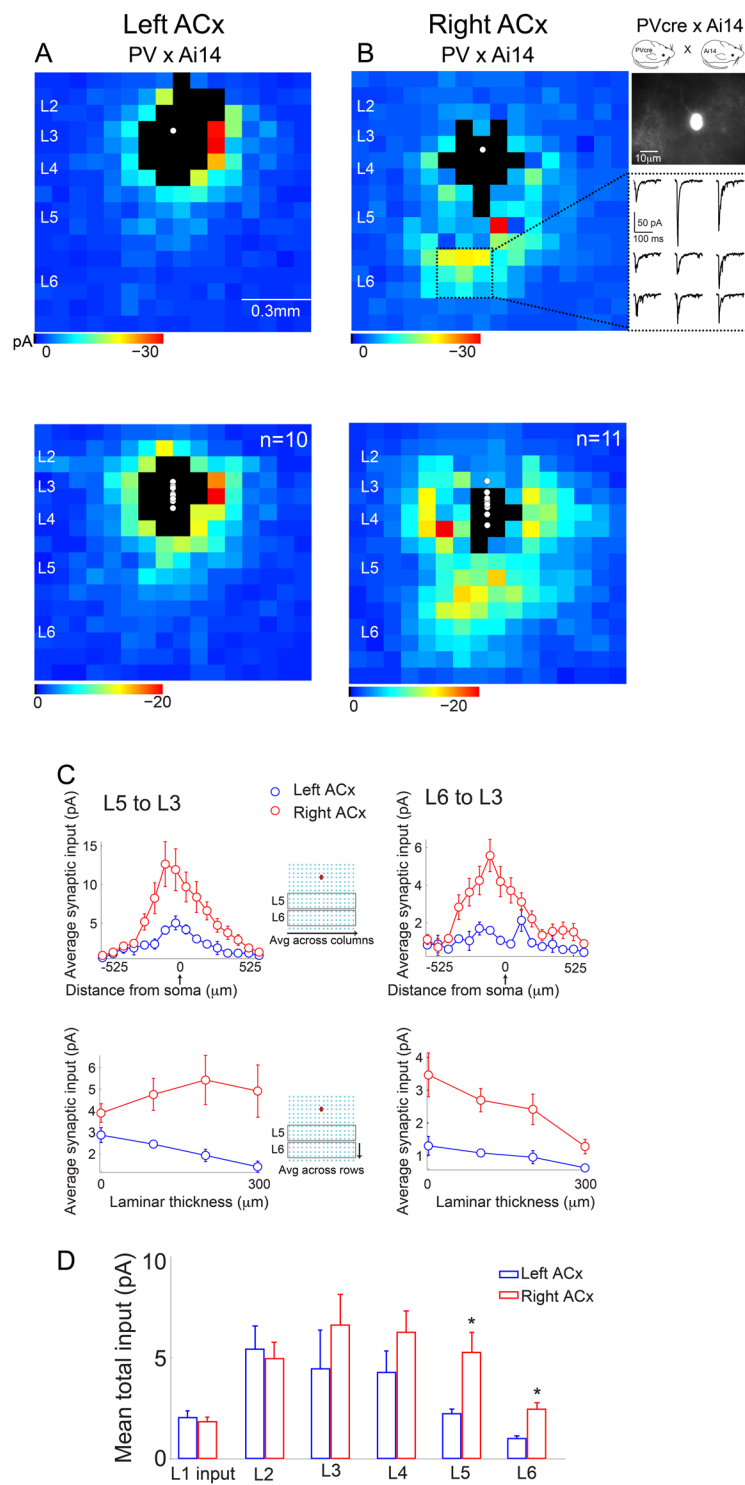 Left ACx
Right ACx
PVcre x Ai14
A
PV x Ai14
B
PV x Ai14
PVcre
X
Ai14
L2
L3
L4
L5
L6
0.3mm
pA
0
−30
L2
L3
L4
L5
L6
0
−30
10μm
50 pA
100 ms
n=10
L2
L3
L4
L5
L6
0
−20
n=11
L2
L3
L4
L5
L6
0
−20
C
L5 to L3
Left ACx
Right ACx
L6 to L3
Average synaptic input (pA)
15
10
5
-525
0
525
Distance from soma (μm)
L5
L6
Avg across columns
Average synaptic input (pA)
6
4
2
0
-525
0
525
Distance from soma (μm)
Average synaptic input (pA)
6
5
4
3
2
0
300
Laminar thickness (μm)
L5
L6
Avg across rows
Average synaptic input (pA)
4
3
2
1
0
300
Laminar thickness (μm)
D
Mean total input (pA)
10
5
0
Left ACx
Right ACx
*
*
L1 input
L2
L3
L4
L5
L6